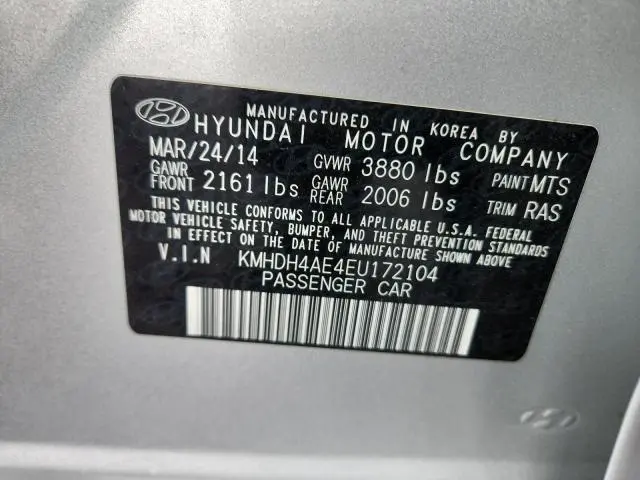 MANUFACTURED IN KOREA BY
HYUNDAI MOTOR COMPANY
MAR/24/14 GVWR 3880 lbs PAINT MTS
GAWR FRONT 2161 lbs GAWR REAR 2006 lbs TRIM RAS
THIS VEHICLE CONFORMS TO ALL APPLICABLE U.S.A. FEDERAL
MOTOR VEHICLE SAFETY, BUMPER, AND THEFT PREVENTION STANDARDS
IN EFFECT ON THE DATE OF MANUFACTURE SHOWN ABOVE
V.I.N KMHDH4AE4EU172104
PASSENGER CAR